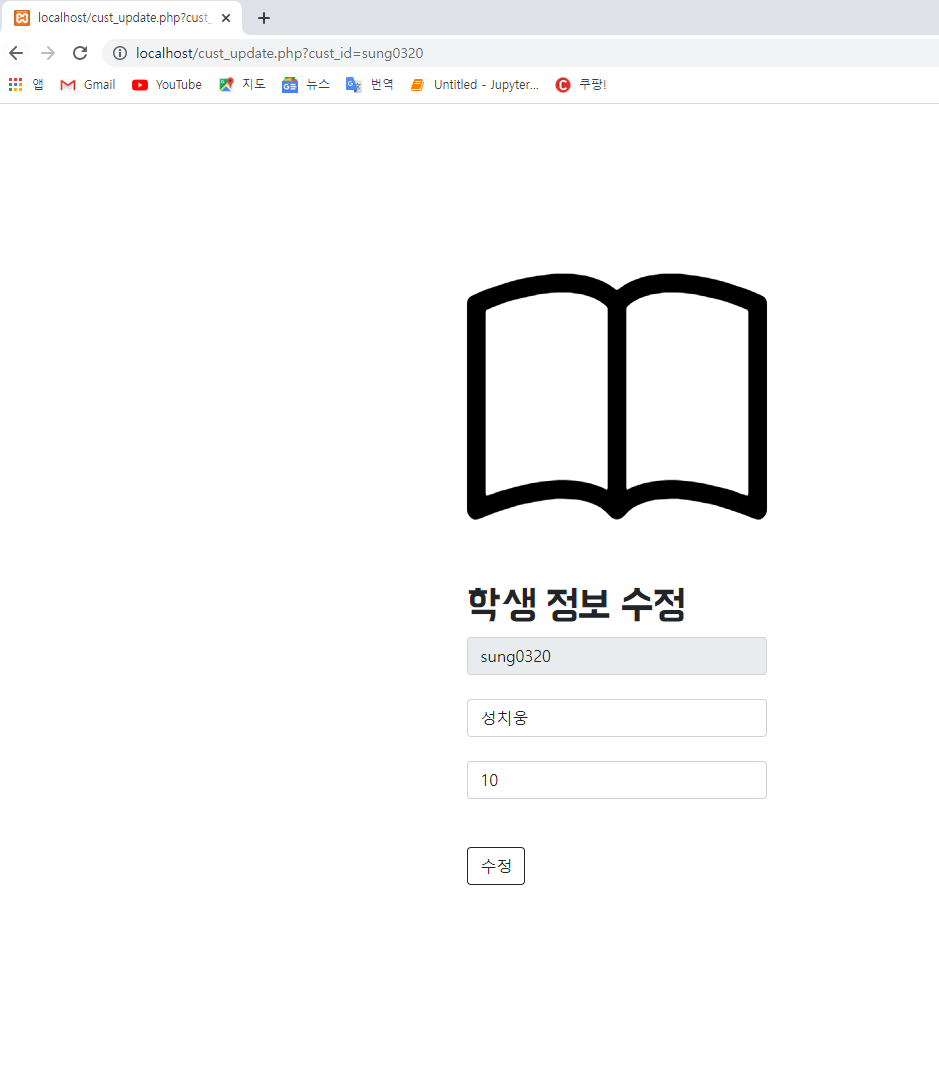 localhost/cust_update.php?cust_
localhost/cust_update.php?cust_id=sung0320
앱 Gmail YouTube 지도 뉴스 번역 Untitled - Jupyter... 쿠팡!
학생 정보 수정
sung0320
성치웅
10
수정